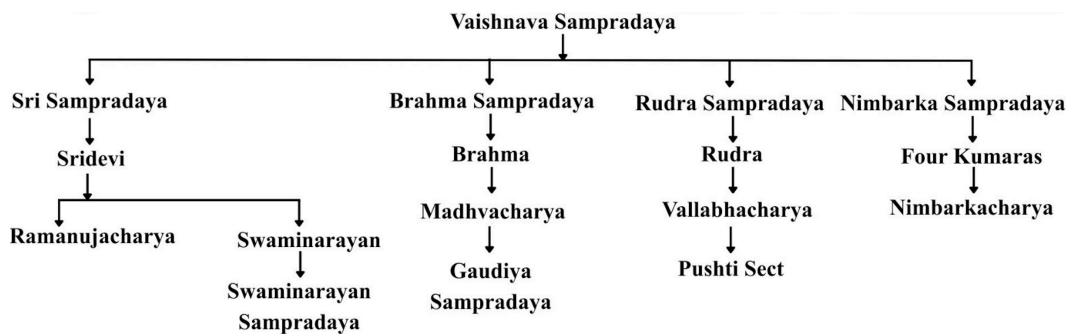 Vaishnava Sampradaya
Sri Sampradaya
Brahma Sampradaya
Rudra Sampradaya
Nimbarka Sampradaya
Sridevi
Brahma
Rudra
Four Kumaras
Ramanujacharya
Swaminarayan
Madhvacharya
Vallabhacharya
Nimbarkacharya
Swaminarayan
Sampradaya
Gaudiya
Sampradaya
Pushti Sect